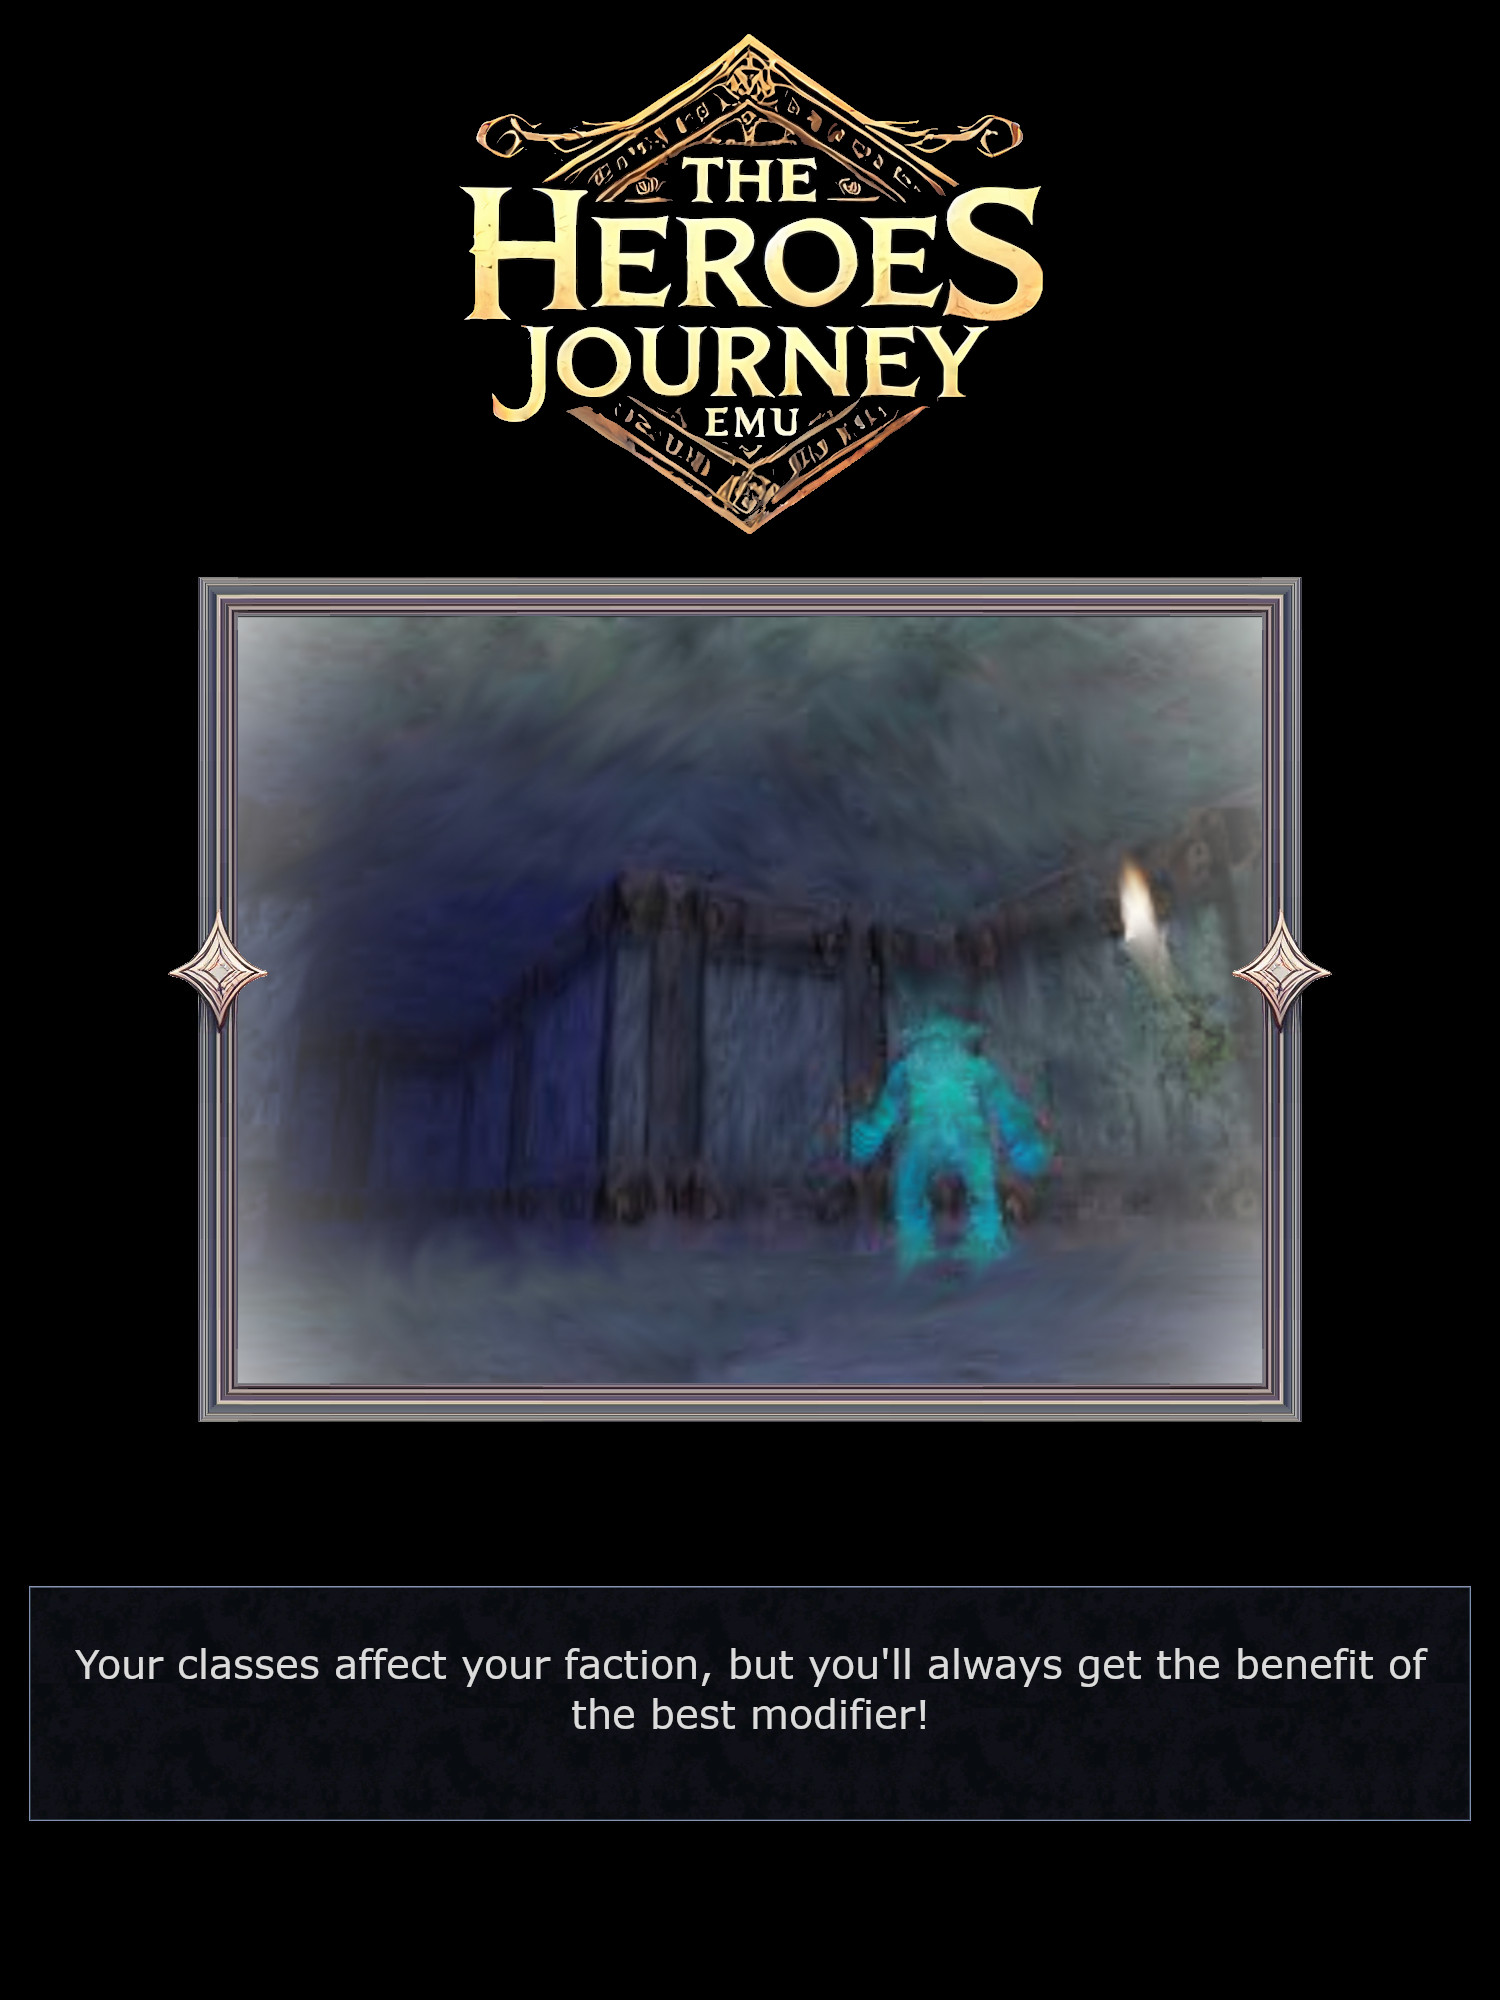 THE
HEROES
JOURNEY
EMU
Your classes affect your faction, but you'll always get the benefit of
the best modifier!